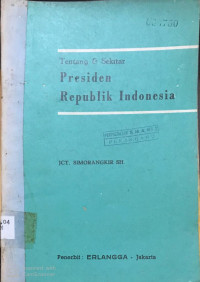 Tentang & Sekitar
Presiden
Republik Indonesia
JCT. SIMORANGKIR SH
Penerbit: ERLANGGA - Jakarta